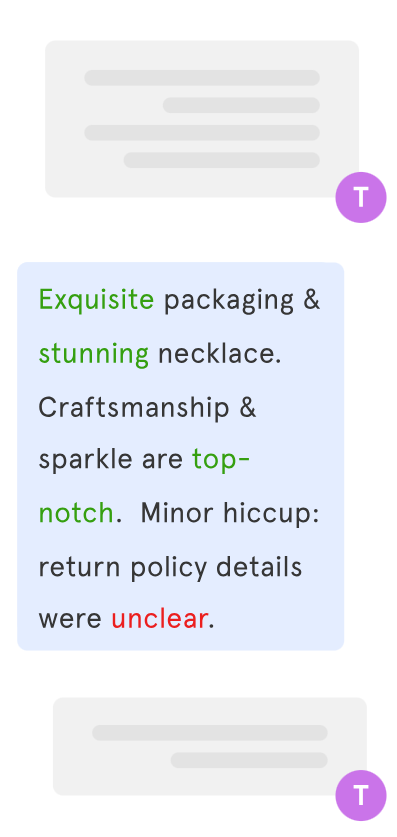 T
Exquisite packaging &
stunning necklace.
Craftsmanship &
sparkle are top-
notch.  Minor hiccup:
return policy details
were unclear.
T